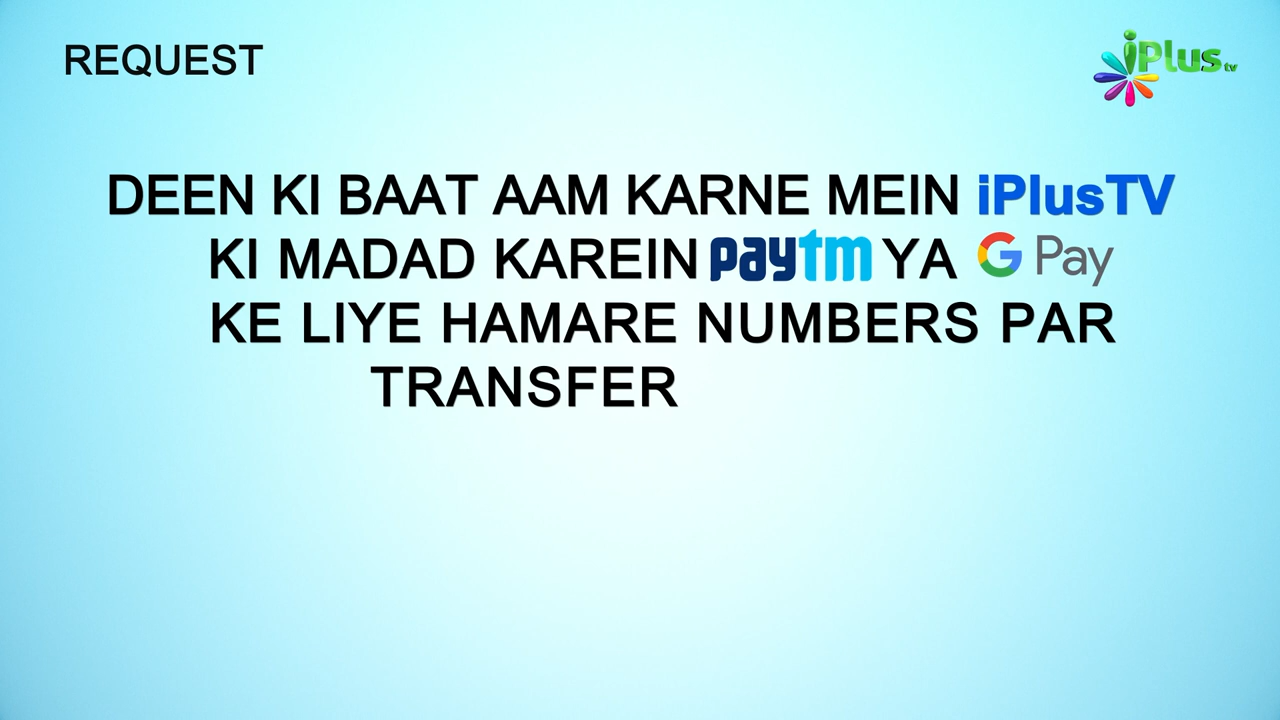 REQUEST
iPlus tv
DEEN KI BAAT AAM KARNE MEIN iPlusTV
KI MADAD KAREIN paytm YA G Pay
KE LIYE HAMARE NUMBERS PAR
TRANSFER